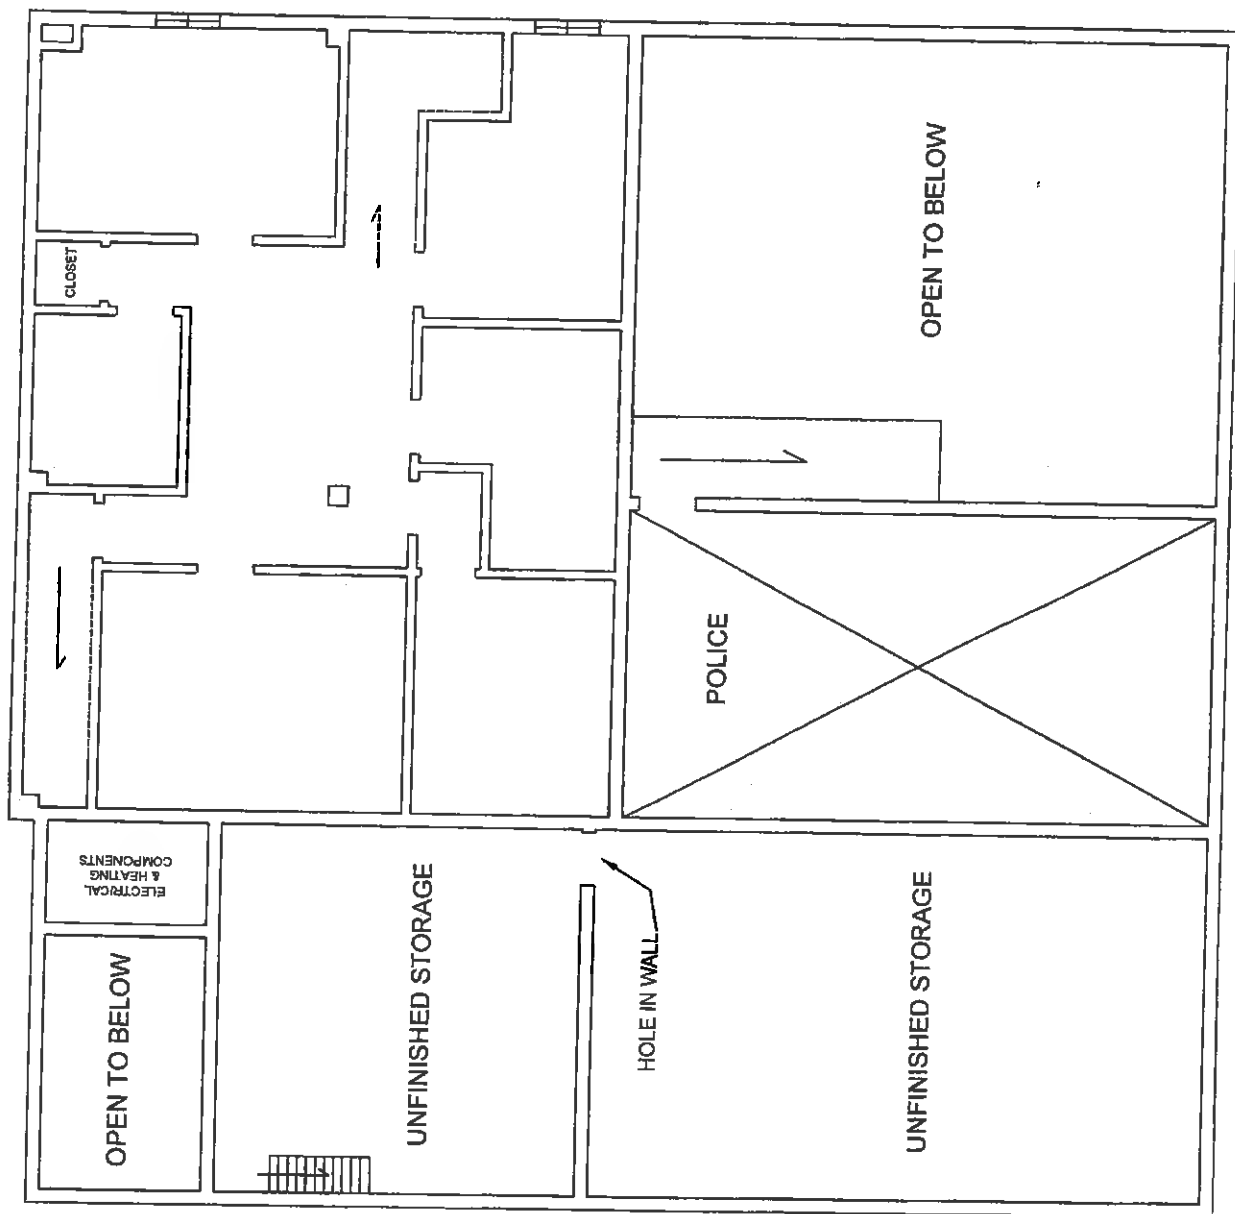 CLOSET
OPEN TO BELOW
POLICE
ELECTRICAL
& HEATING
COMPONENTS
OPEN TO BELOW
UNFINISHED STORAGE
HOLE IN WALL
UNFINISHED STORAGE